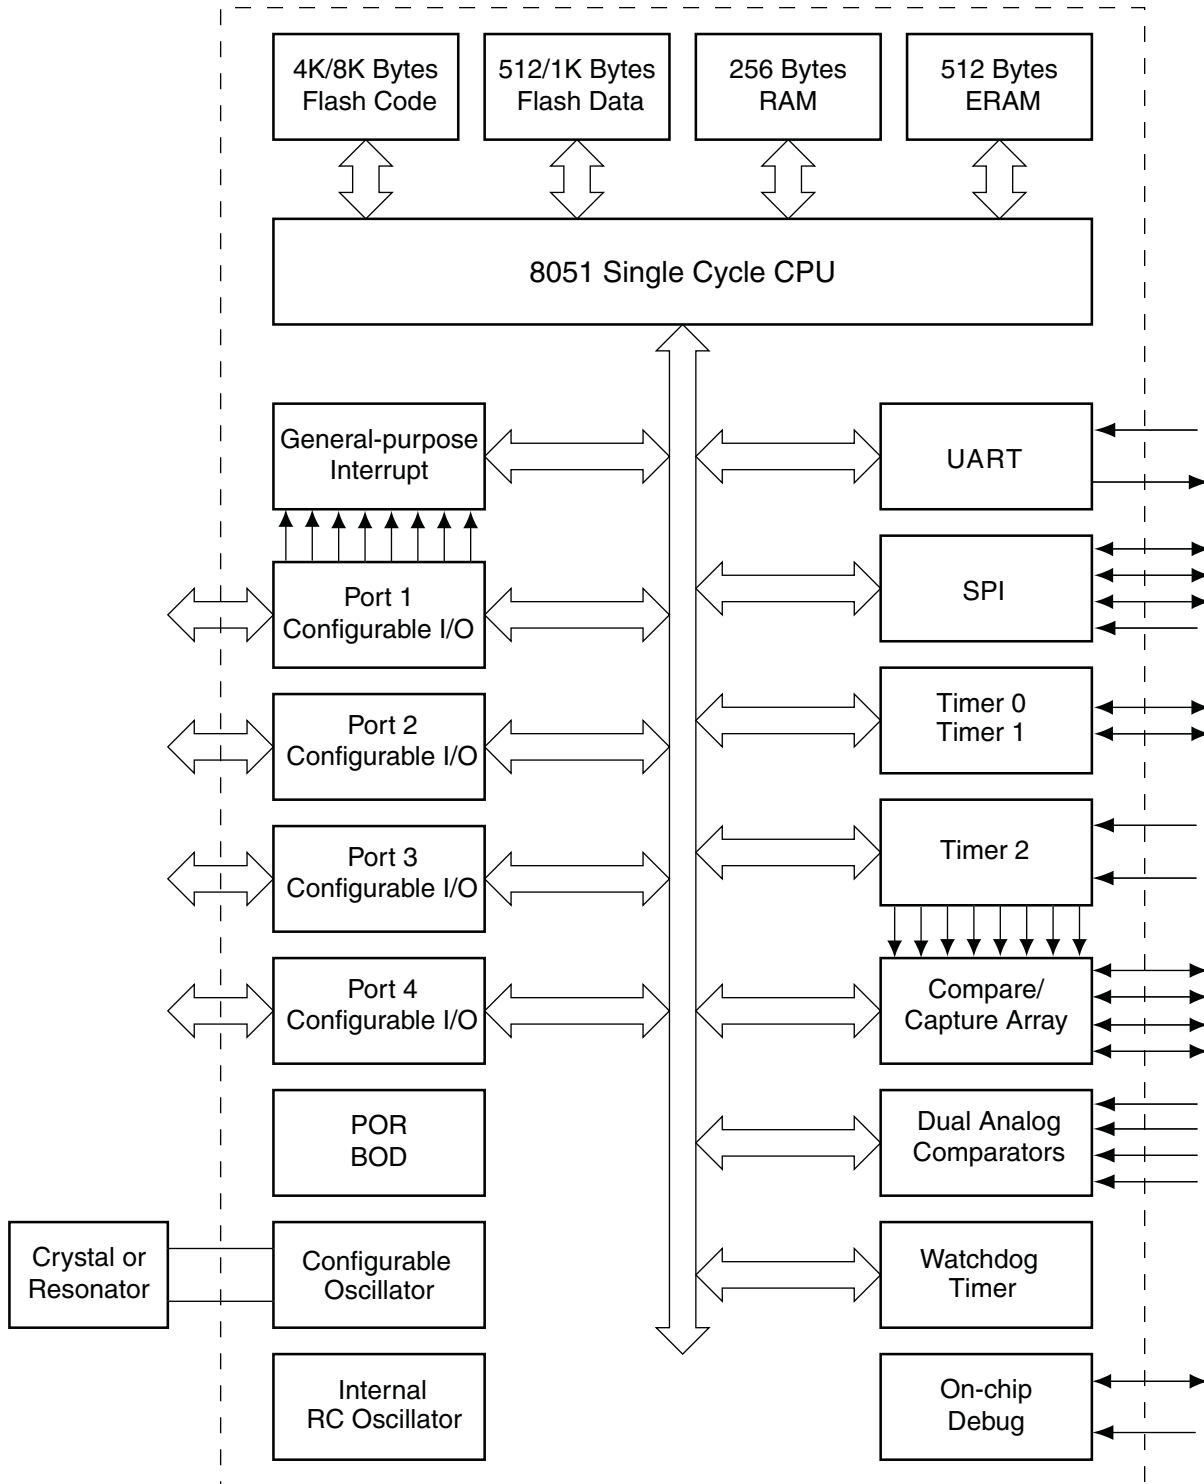 4K/8K Bytes
Flash Code
512/1K Bytes
Flash Data
256 Bytes
RAM
512 Bytes
ERAM
8051 Single Cycle CPU
General-purpose
Interrupt
UART
Port 1
Configurable I/O
SPI
Port 2
Configurable I/O
Timer 0
Timer 1
Port 3
Configurable I/O
Timer 2
Port 4
Configurable I/O
Compare/
Capture Array
POR
BOD
Dual Analog
Comparators
Crystal or
Resonator
Configurable
Oscillator
Watchdog
Timer
Internal
RC Oscillator
On-chip
Debug